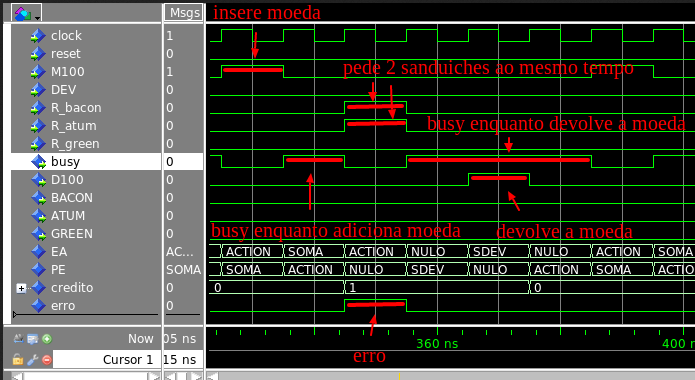 Msgs
insere moeda
clock 1
reset 0
M100 1
pede 2 sanduiches ao mesmo tempo
DEV 0
R_bacon 0
R_atum 0
busy enquanto devolve a moeda
R_green 0
busy 0
D100 0
BACON 0
ATUM 0
GREEN 0
busy enquanto adiciona moeda devolve a moeda
EA AC... ACTION SOMA ACTION NULO SDEV NULO ACTION SOMA
PE SOMA SOMA ACTION NULO SDEV NULO ACTION SOMA ACTION
credito 0 0 1 0
erro 0
Now 05 ns 360 ns 400 n
erro
Cursor 1 15 ns